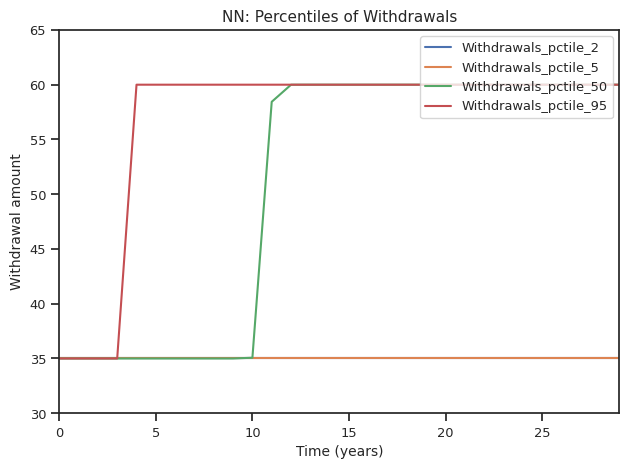 NN: Percentiles of Withdrawals
65
60
55
50
45
40
35
30
Withdrawal amount
Withdrawals_pctile_2
Withdrawals_pctile_5
Withdrawals_pctile_50
Withdrawals_pctile_95
0 5 10 15 20 25
Time (years)